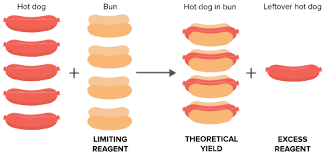 Hot dog
Bun
Hot dog in bun
Leftover hot dog
+
+
LIMITING
REAGENT
THEORETICAL
YIELD
EXCESS
REAGENT